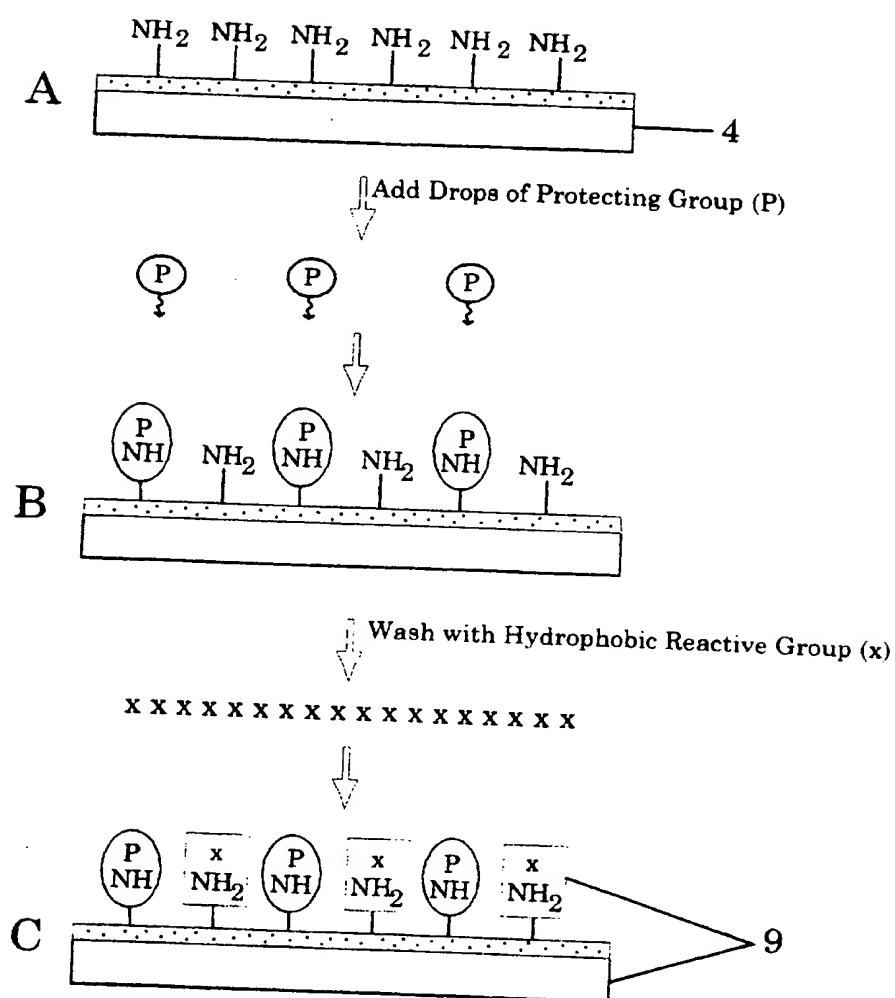 NH2 NH2 NH2 NH2 NH2 NH2
A
4
Add Drops of Protecting Group (P)
P P P
P P P
NH NH2 NH NH2 NH NH2
B
Wash with Hydrophobic Reactive Group (x)
x x x x x x x x x x x x x x x x x x
P x P x P x
NH NH2 NH NH2 NH NH2
C
9